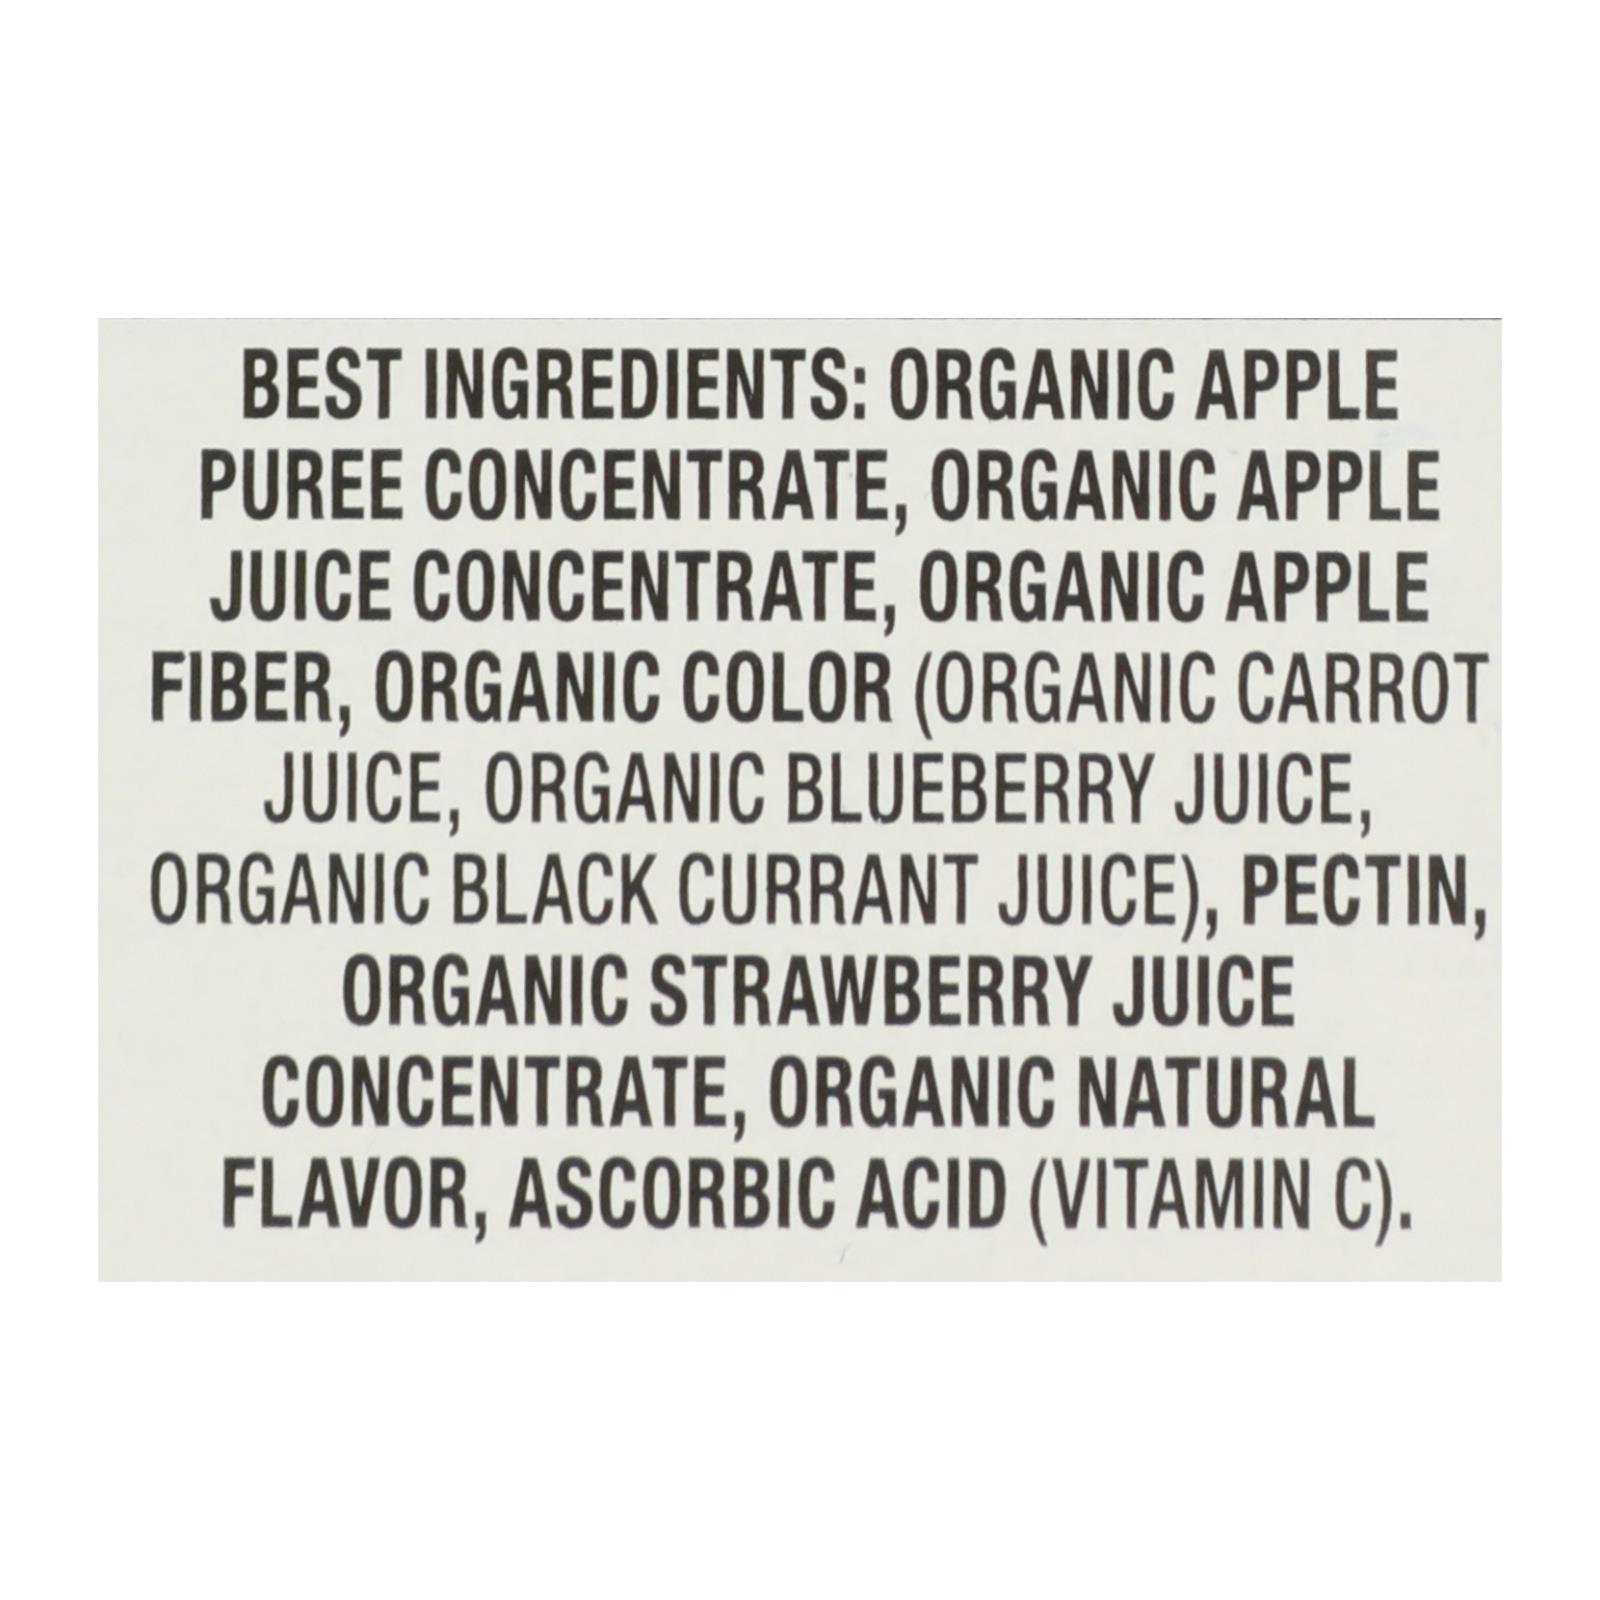 BEST INGREDIENTS: ORGANIC APPLE
PUREE CONCENTRATE, ORGANIC APPLE
JUICE CONCENTRATE, ORGANIC APPLE
FIBER, ORGANIC COLOR (ORGANIC CARROT
JUICE, ORGANIC BLUEBERRY JUICE,
ORGANIC BLACK CURRANT JUICE), PECTIN,
ORGANIC STRAWBERRY JUICE
CONCENTRATE, ORGANIC NATURAL
FLAVOR, ASCORBIC ACID (VITAMIN C).